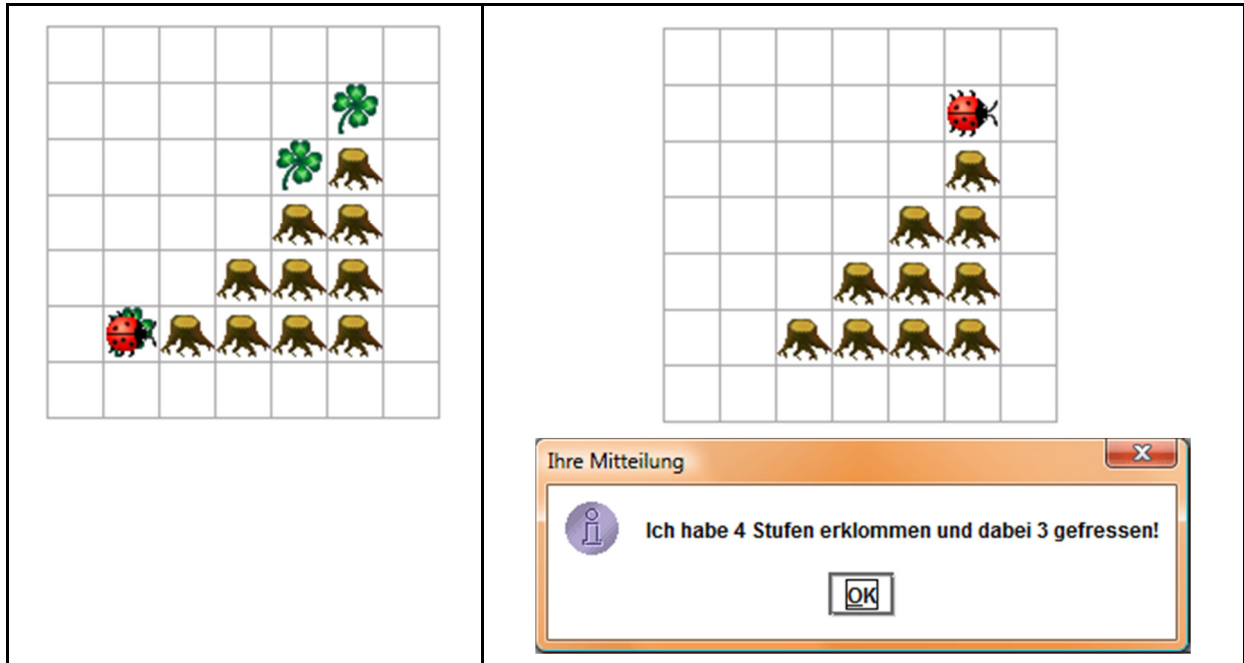 Ihre Mitteilung
Ich habe 4 Stufen erklommen und dabei 3 gefressen!
OK